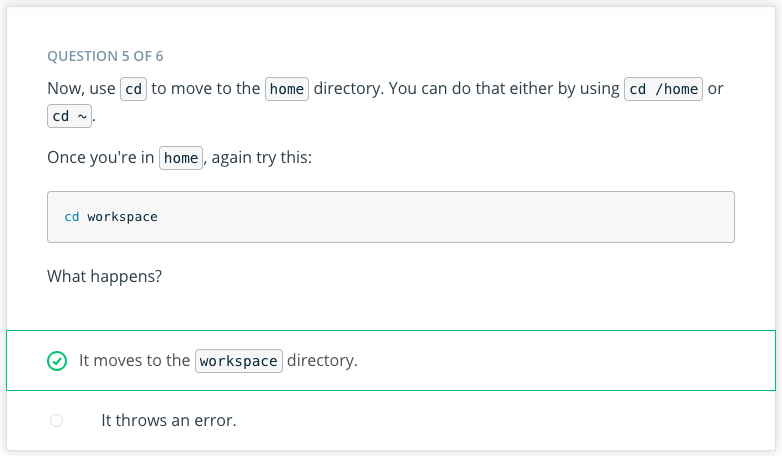 QUESTION 5 OF 6
Now, use cd to move to the home directory. You can do that either by using cd /home or
cd ~.
Once you're in home, again try this:
cd workspace
What happens?
It moves to the workspace directory.
It throws an error.